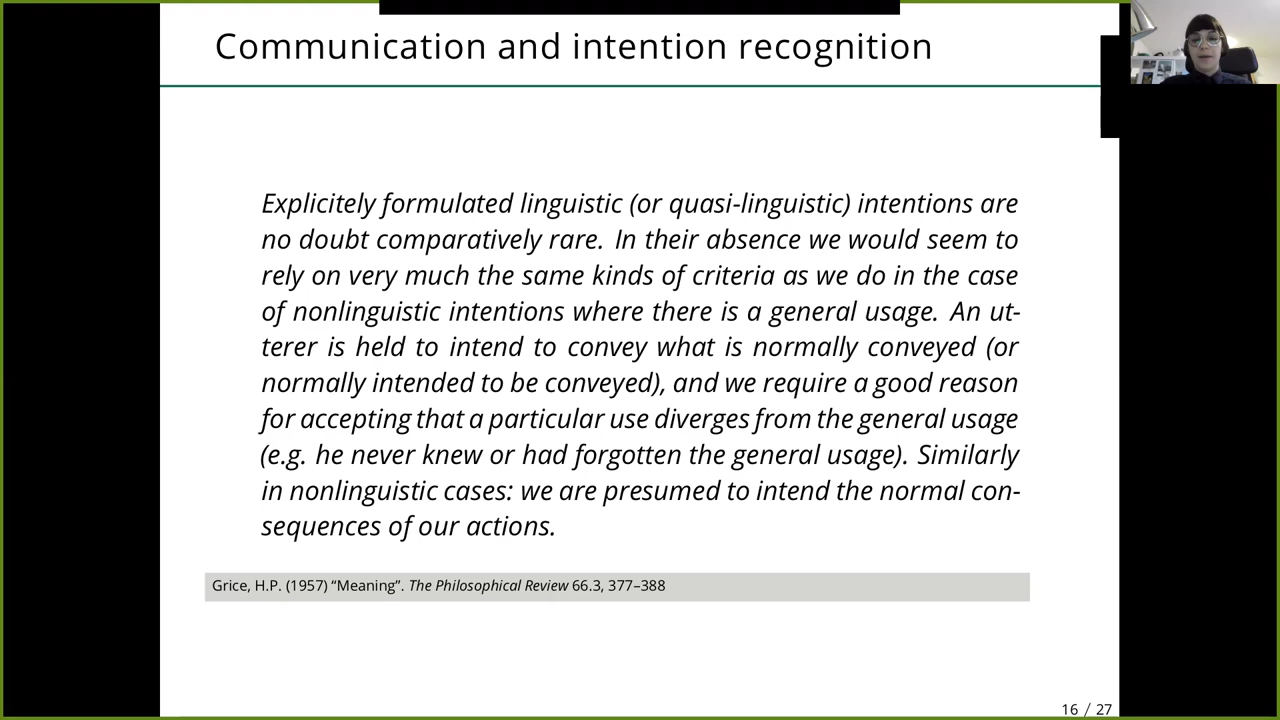 Communication and intention recognition
Explicitely formulated linguistic (or quasi-linguistic) intentions are
no doubt comparatively rare. In their absence we would seem to
rely on very much the same kinds of criteria as we do in the case
of nonlinguistic intentions where there is a general usage. An ut-
terer is held to intend to convey what is normally conveyed (or
normally intended to be conveyed), and we require a good reason
for accepting that a particular use diverges from the general usage
(e.g. he never knew or had forgotten the general usage). Similarly
in nonlinguistic cases: we are presumed to intend the normal con-
sequences of our actions.
Grice, H.P. (1957) “Meaning”. The Philosophical Review 66.3, 377–388
16 / 27